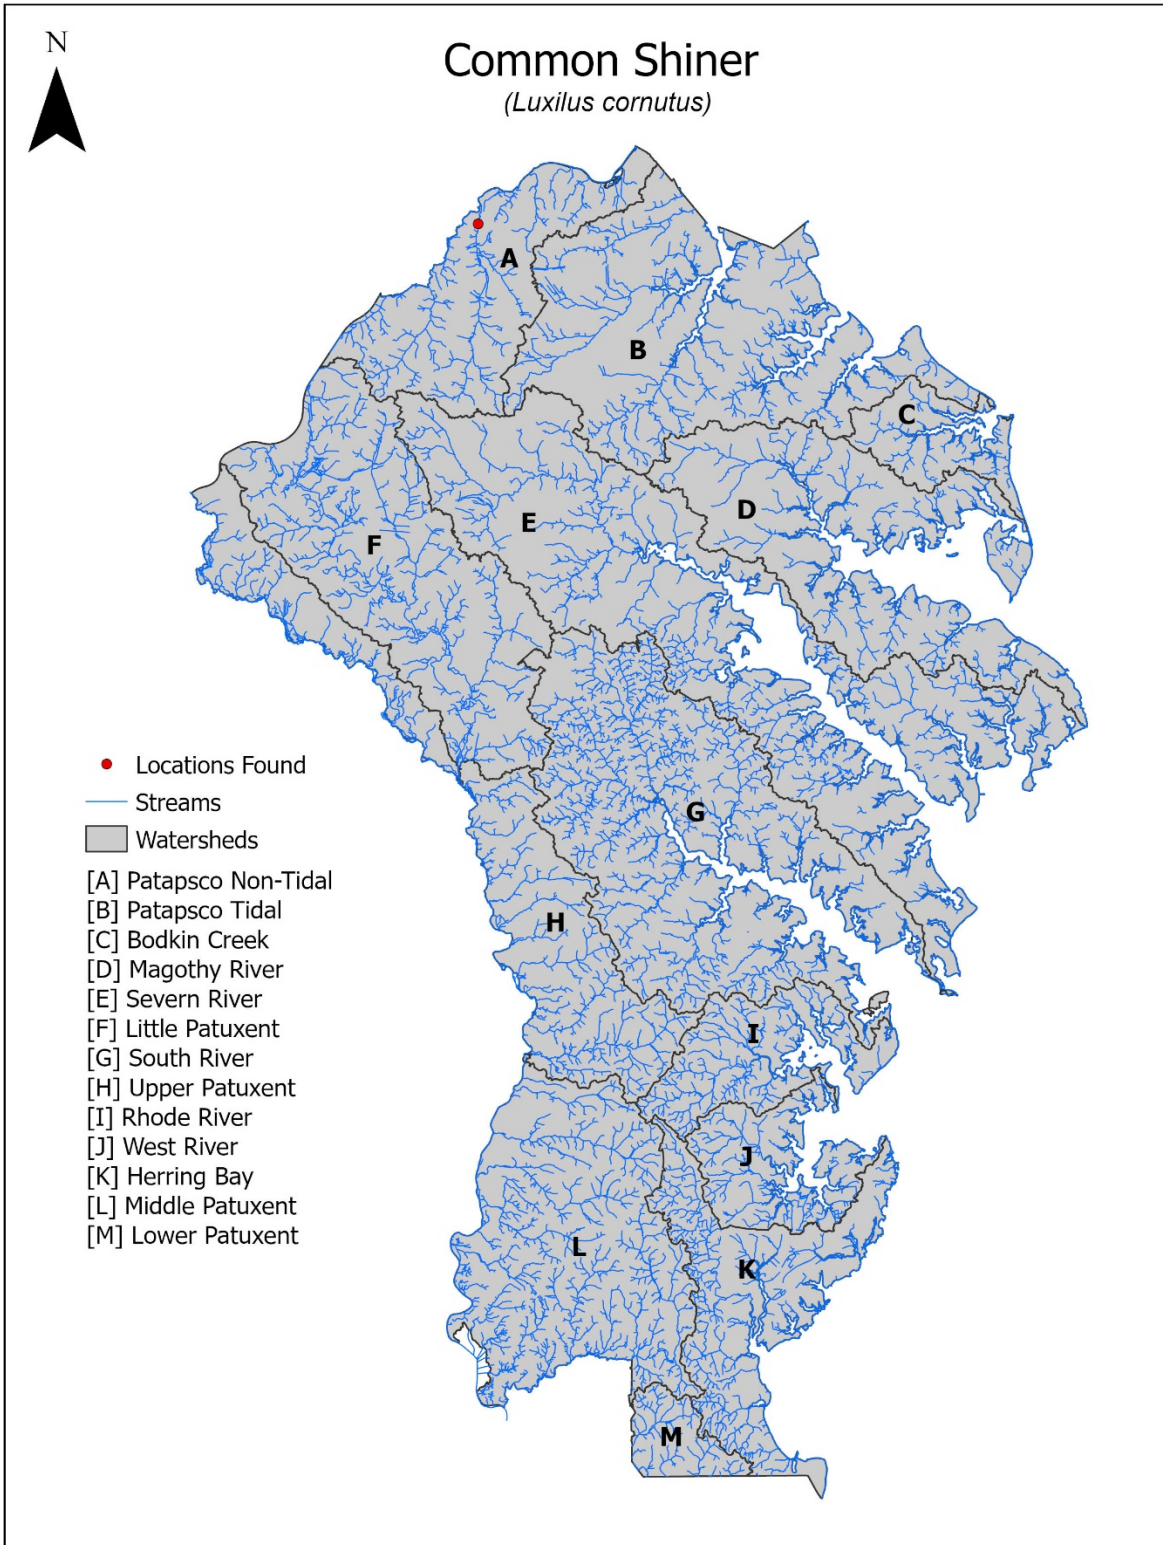 N
Common Shiner
(Luxilus cornutus)
A
B
C
D
E
F
G
H
I
J
K
L
M
Locations Found
Streams
Watersheds
[A] Patapsco Non-Tidal
[B] Patapsco Tidal
[C] Bodkin Creek
[D] Magothy River
[E] Severn River
[F] Little Patuxent
[G] South River
[H] Upper Patuxent
[I] Rhode River
[J] West River
[K] Herring Bay
[L] Middle Patuxent
[M] Lower Patuxent